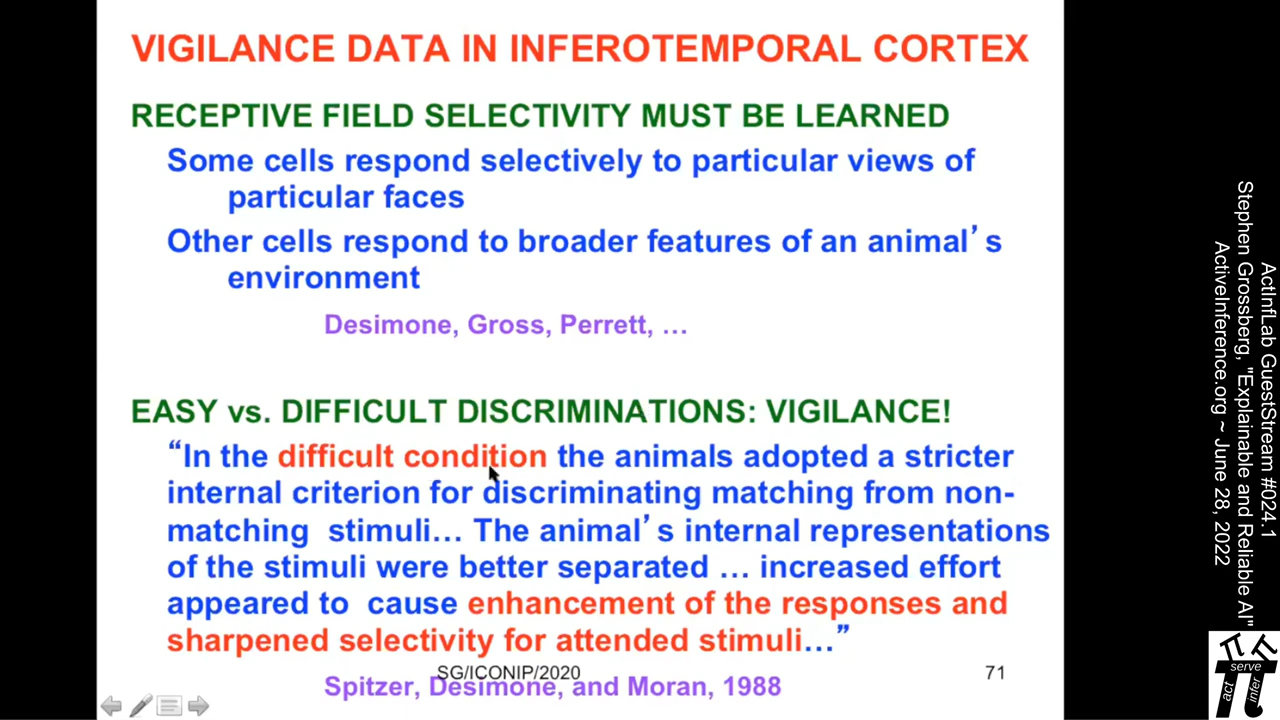 VIGILANCE DATA IN INFEROTEMPORAL CORTEX
RECEPTIVE FIELD SELECTIVITY MUST BE LEARNED
Some cells respond selectively to particular views of
particular faces
Other cells respond to broader features of an animal’s
environment
Desimone, Gross, Perrett, …
EASY vs. DIFFICULT DISCRIMINATIONS: VIGILANCE!
“In the difficult condition the animals adopted a stricter
internal criterion for discriminating matching from non-
matching stimuli… The animal’s internal representations
of the stimuli were better separated … increased effort
appeared to cause enhancement of the responses and
sharpened selectivity for attended stimuli…”
SG/ICONIP/2020
71
Spitzer, Desimone, and Moran, 1988
ActInfLab GuestStream #024.1
Stephen Grossberg, "Explainable and Reliable AI"
ActiveInference.org ~ June 28, 2022
serve
act
infer